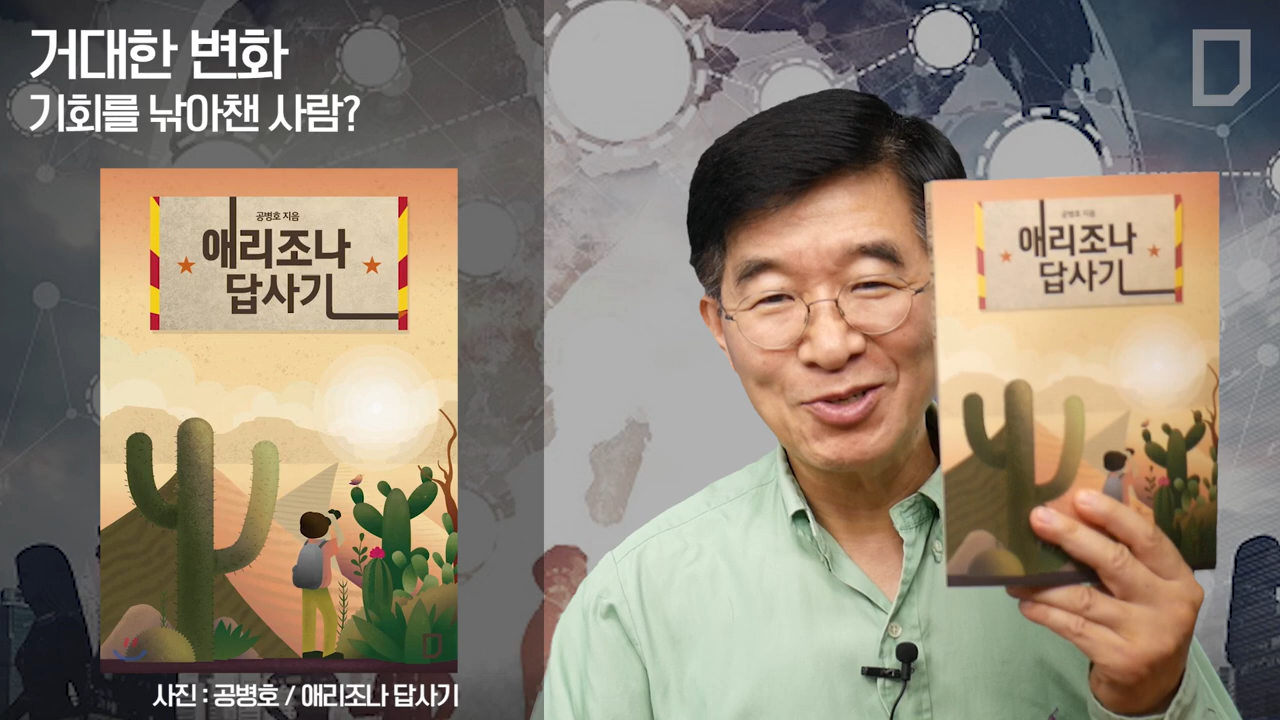 거대한 변화
기회를 낚아챈 사람?
공병호 지음
애리조나
답사기
사진 : 공병호 / 애리조나 답사기
공병호 지음
애리조나
답사기